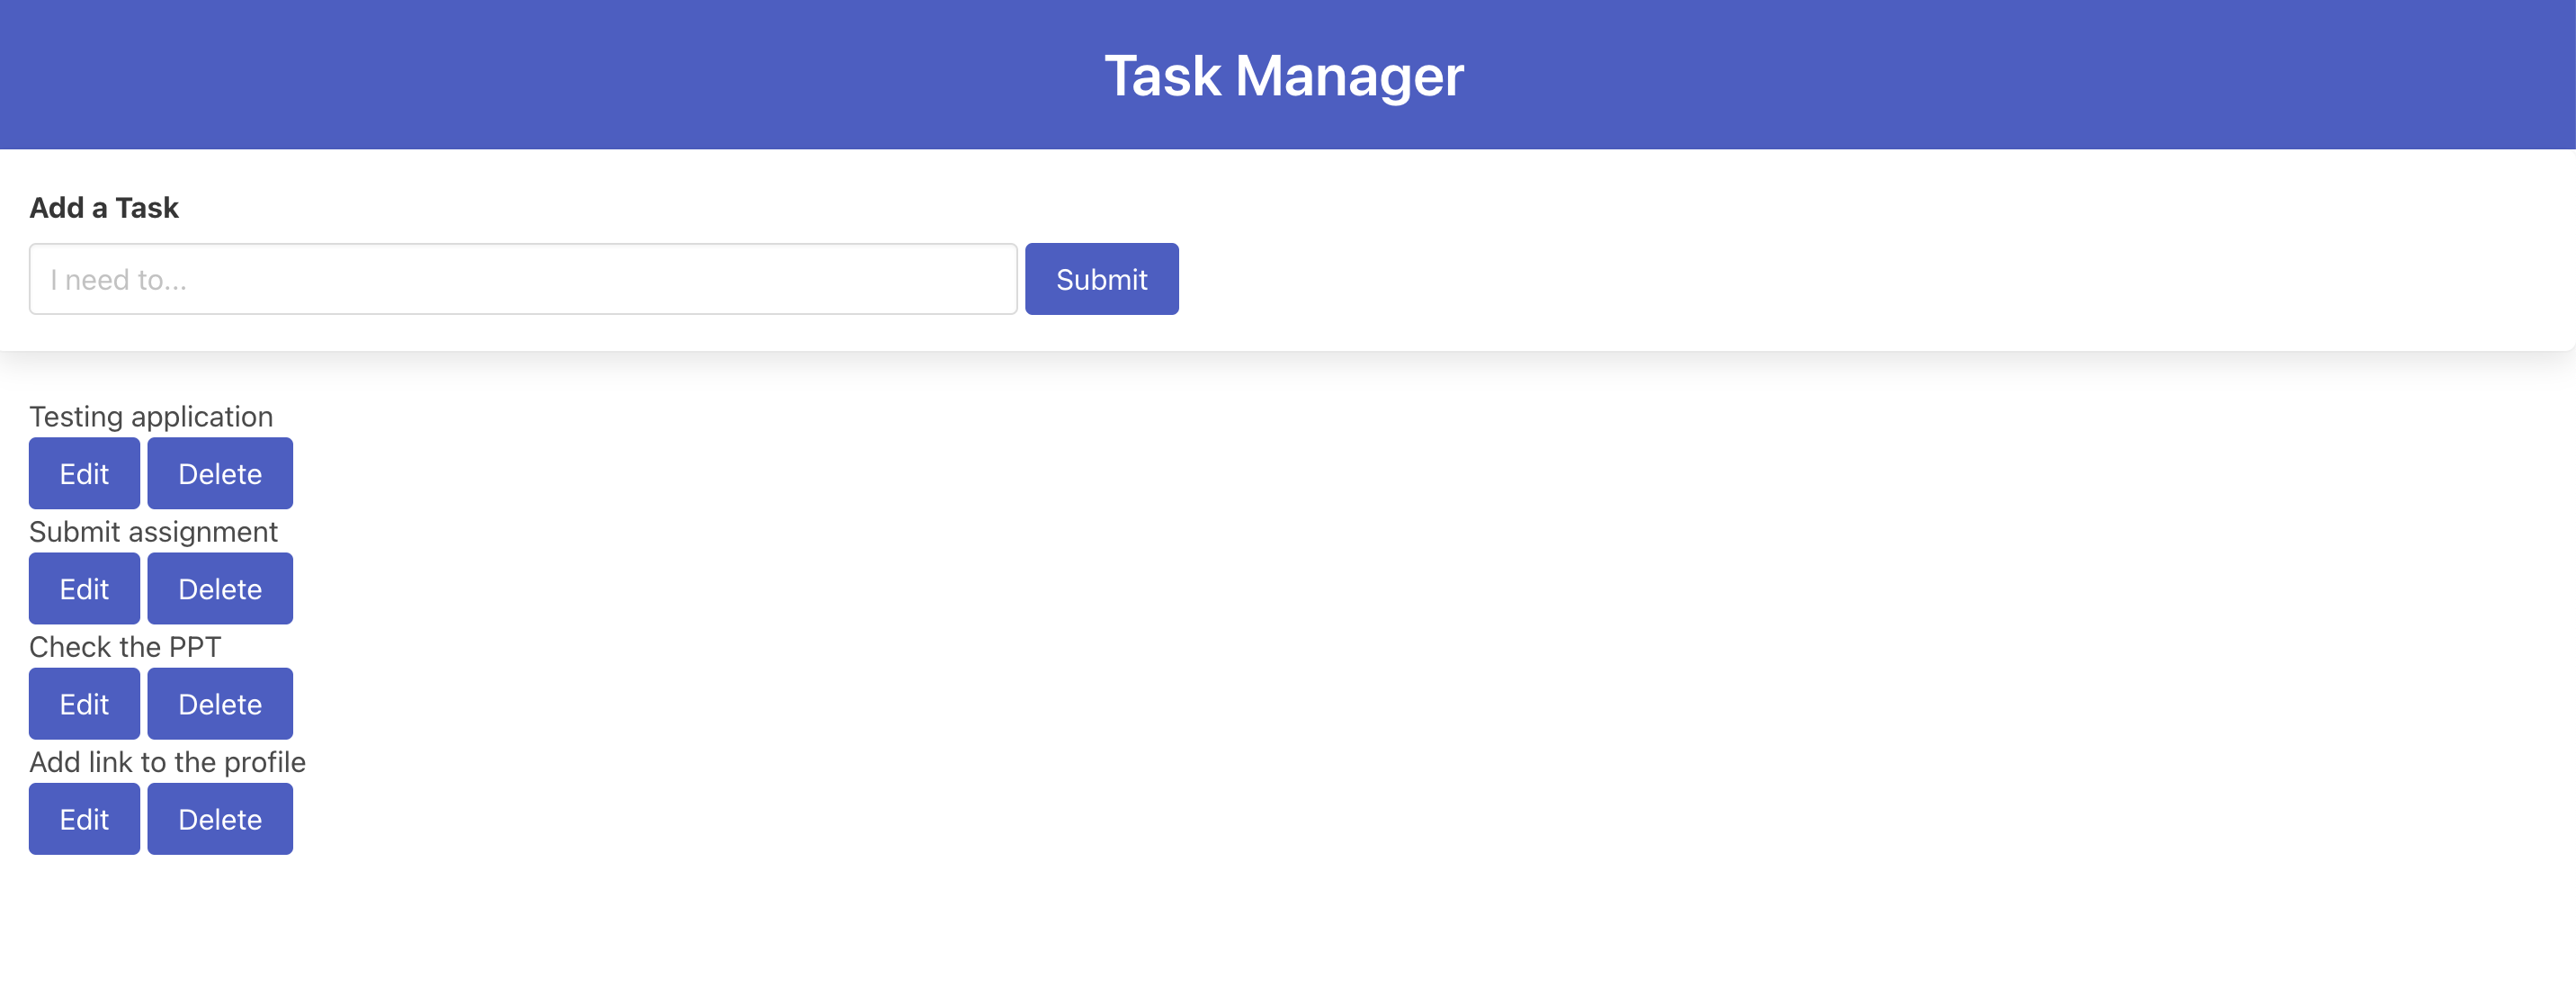 Task Manager
Add a Task
I need to...
Submit
Testing application
Edit Delete
Submit assignment
Edit Delete
Check the PPT
Edit Delete
Add link to the profile
Edit Delete